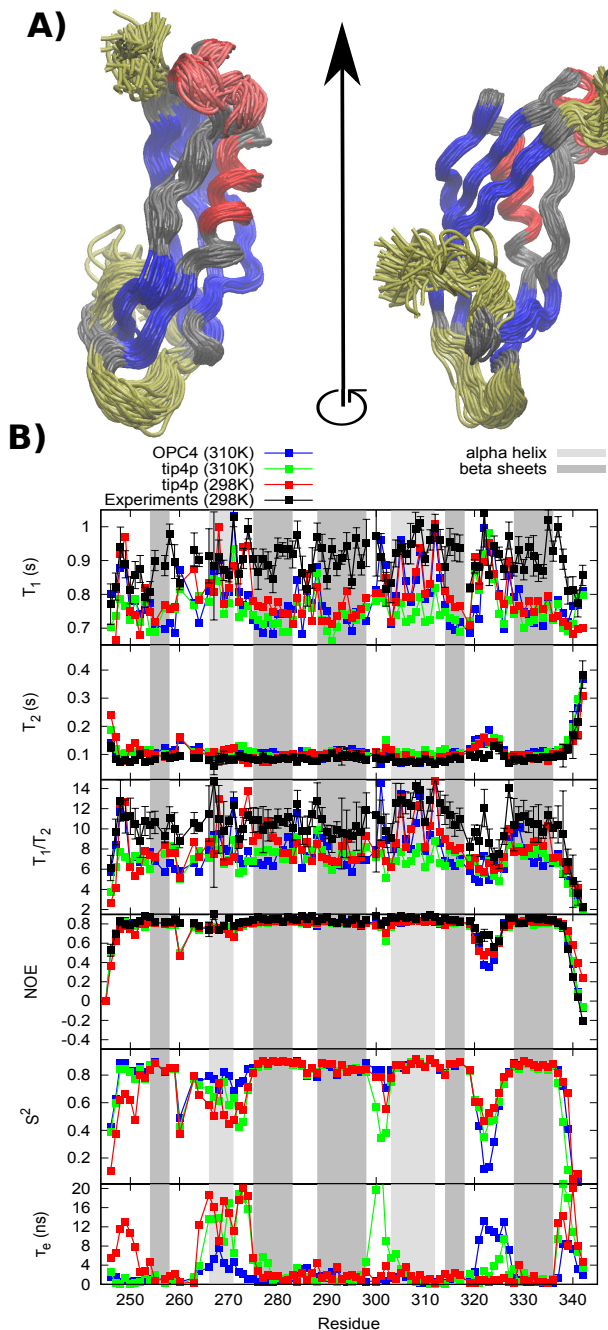 A)
B)
OPC4 (310K)
tip4p (310K)
tip4p (298K)
Experiments (298K)
alpha helix
beta sheets
T1 (s)
1
0.9
0.8
0.7
T2 (s)
0.4
0.3
0.2
0.1
T1/T2
14
12
10
8
6
4
2
NOE
0.8
0.6
0.4
0.2
0
-0.2
-0.4
S2
0.8
0.6
0.4
0.2
τe (ns)
20
16
12
8
4
0
250 260 270 280 290 300 310 320 330 340
Residue